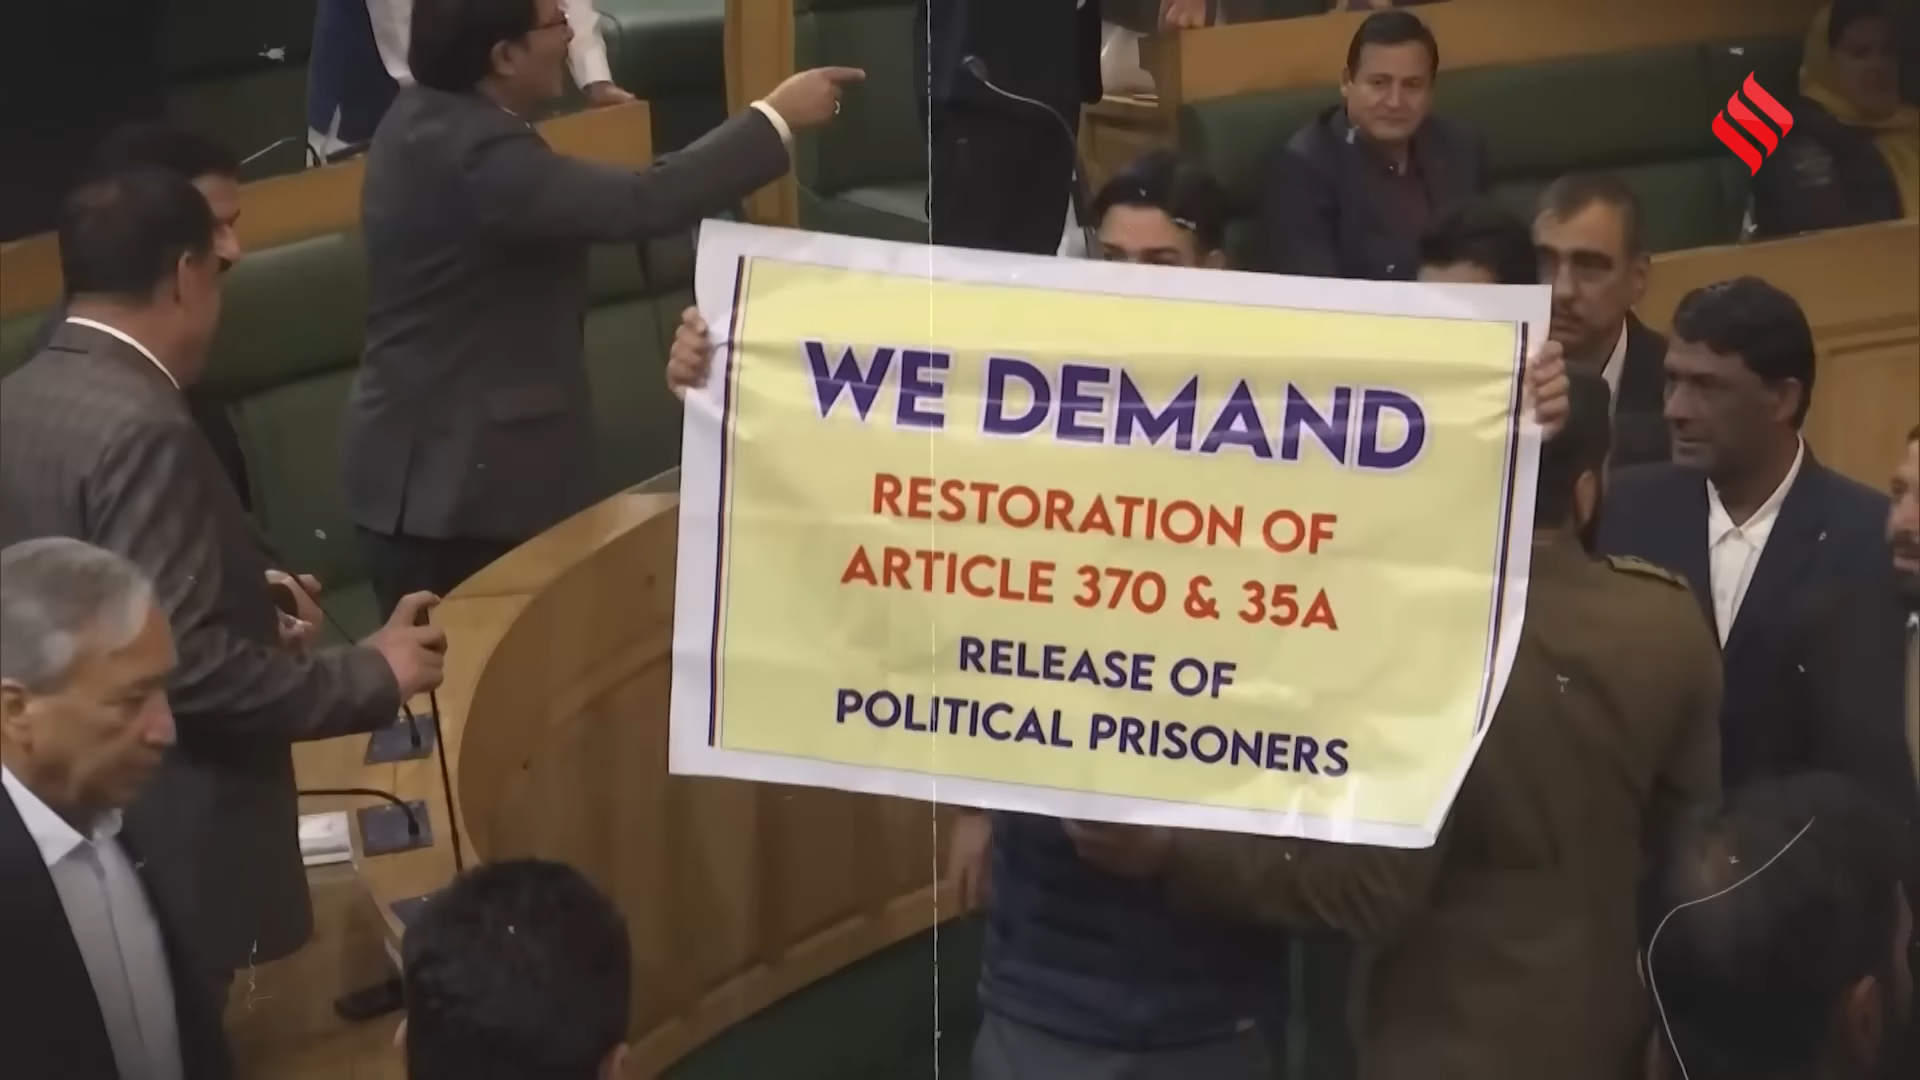 WE DEMAND
RESTORATION OF
ARTICLE 370 & 35A
RELEASE OF
POLITICAL PRISONERS